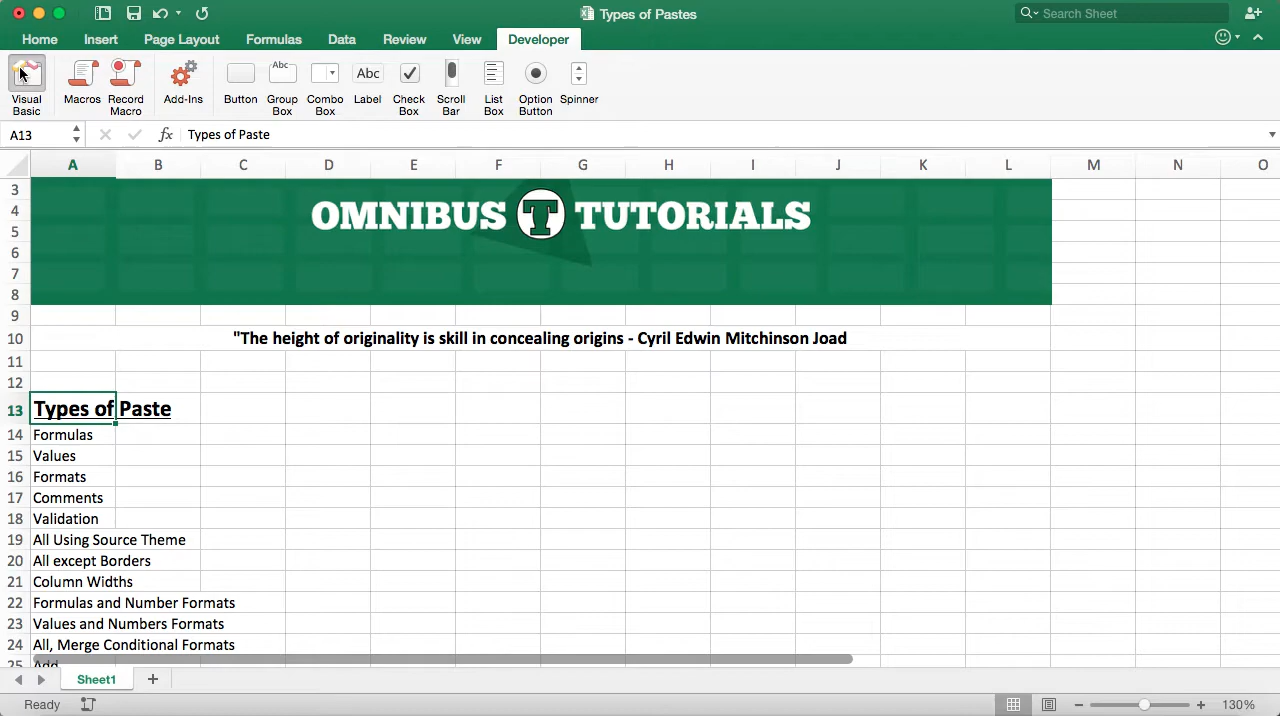 Types of Pastes
Search Sheet
Home Insert Page Layout Formulas Data Review View Developer
Visual Basic Macros Record Macro Add-Ins Button Group Box Combo Box Label Check Box Scroll Bar List Box Option Button Spinner
Abc Abc
A13 fx Types of Paste
A B C D E F G H I J K L M N O
3
4 OMNIBUS T TUTORIALS
5
6
7
8
9
10 "The height of originality is skill in concealing origins - Cyril Edwin Mitchinson Joad
11
12
13 Types of Paste
14 Formulas
15 Values
16 Formats
17 Comments
18 Validation
19 All Using Source Theme
20 All except Borders
21 Column Widths
22 Formulas and Number Formats
23 Values and Numbers Formats
24 All, Merge Conditional Formats
25 Add
Sheet1
Ready 130%